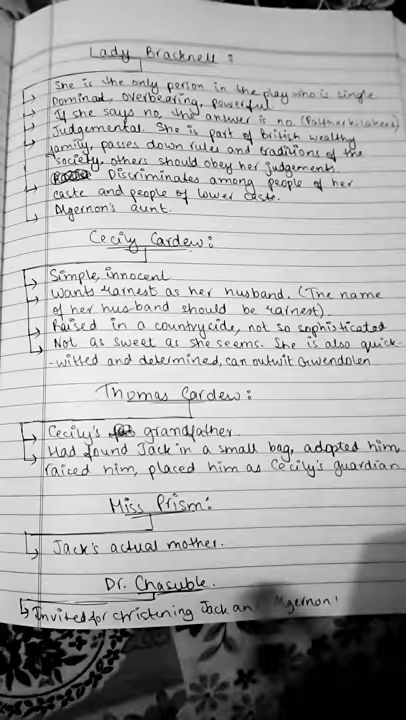 Lady Bracknell:
She is the only person in the play who is single
Dominant, overbearing, powerful.
If she says no, the answer is no.
Judgemental. She is part of British wealthy
family, passes down rules and traditions of the
society, others should obey her judgements.
Discriminates among people of her
caste and people of lower caste.
Algernon's aunt.
Cecily Cardew:
Simple, innocent
Wants Earnest as her husband. (The name
of her husband should be Earnest).
Raised in a countrycide, not so sophisticated
Not as sweet as she seems. She is also quick-
-witted and determined, can outwit Gwendolen
Thomas Cardew:
Cecily's grandfather
Had found Jack in a small bag, adopted him,
raiced him, placed him as Cecily's guardian
Miss Prism:
Jack's actual mother.
Dr. Chasuble.
Invited for christening Jack an